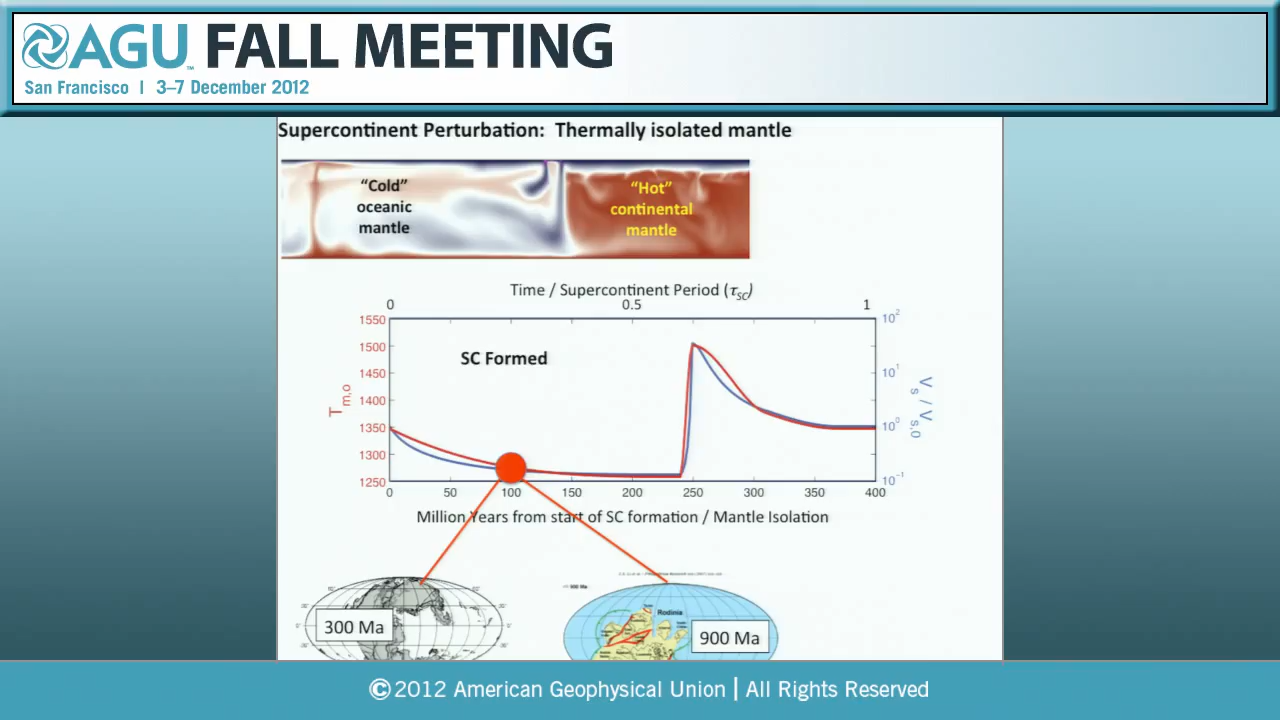 AGU™ FALL MEETING
San Francisco | 3–7 December 2012
Supercontinent Perturbation: Thermally isolated mantle
“Cold”
oceanic
mantle
“Hot”
continental
mantle
Time / Supercontinent Period (τSC)
0 0.5 1
1550
1500
1450
1400
1350
1300
1250
Tm,o
SC Formed
10²
10¹
10⁰
10⁻¹
Vs / Vs,0
0 50 100 150 200 250 300 350 400
Million Years from start of SC formation / Mantle Isolation
300 Ma
Rodinia
900 Ma
©2012 American Geophysical Union | All Rights Reserved